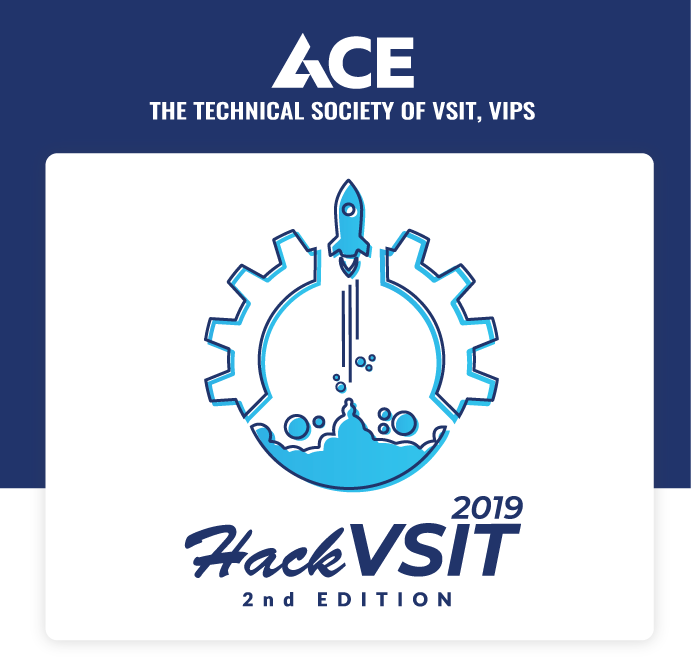 ACE
THE TECHNICAL SOCIETY OF VSIT, VIPS
2019
HackVSIT
2nd EDITION